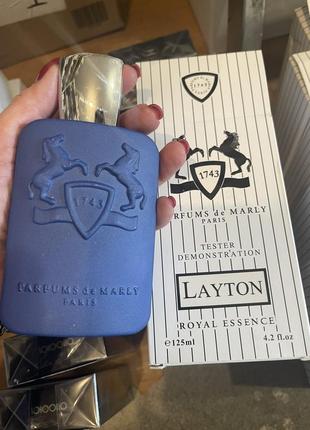 1743
PARFUMS de MARLY
PARIS
1743
PARFUMS de MARLY
PARIS
TESTER
DEMONSTRATION
LAYTON
ROYAL ESSENCE
℮125ml 4.2 fl.oz